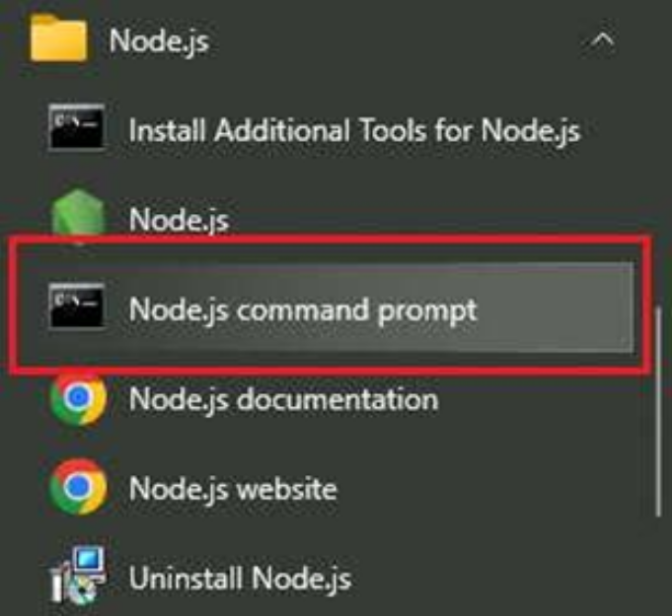 Node.js
Install Additional Tools for Node.js
Node.js
Node.js command prompt
Node.js documentation
Node.js website
Uninstall Node.js